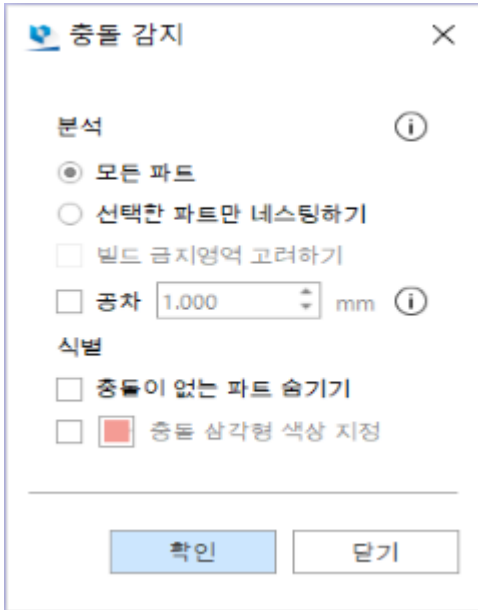 충돌 감지
분석
모든 파트
선택한 파트만 네스팅하기
빌드 금지영역 고려하기
공차 1.000 mm
식별
충돌이 없는 파트 숨기기
충돌 삼각형 색상 지정
확인 닫기